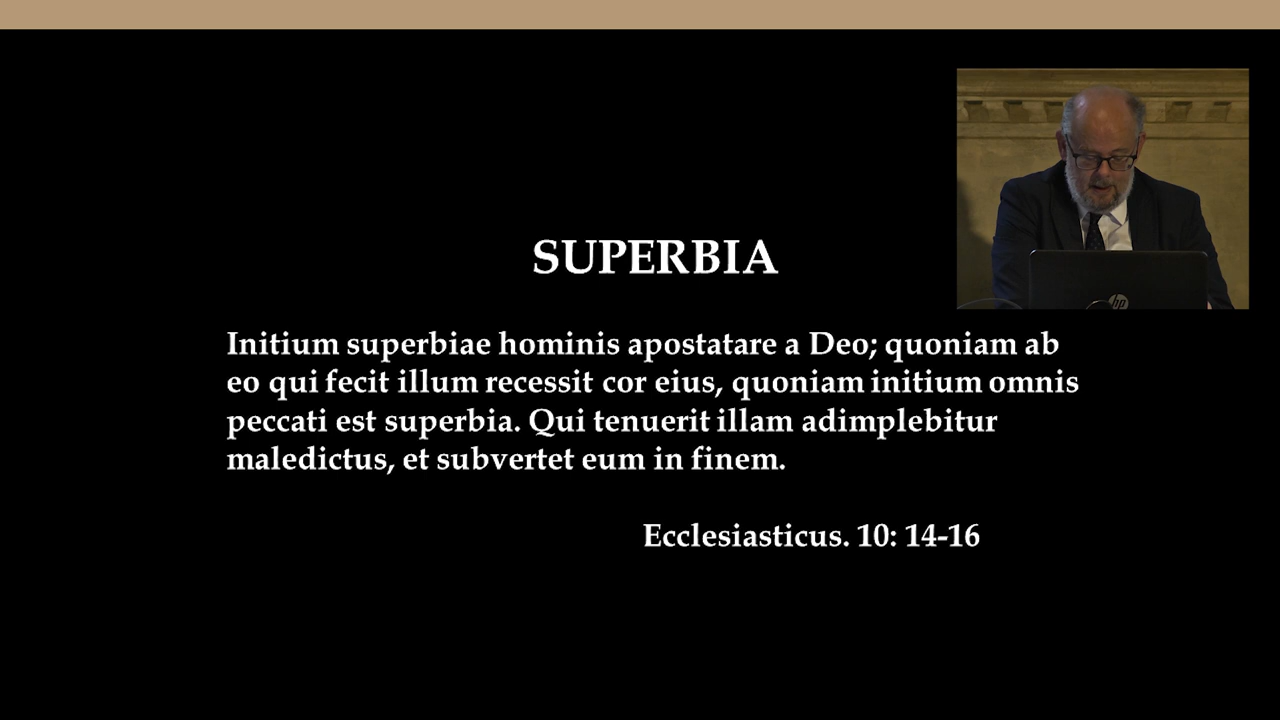 SUPERBIA
Initium superbiae hominis apostatare a Deo; quoniam ab
eo qui fecit illum recessit cor eius, quoniam initium omnis
peccati est superbia. Qui tenuerit illam adimplebitur
maledictus, et subvertet eum in finem.
Ecclesiasticus. 10: 14-16
hp